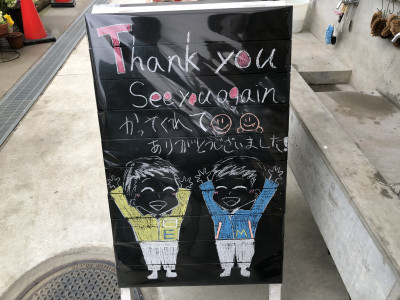 Thank you
See you again
かってくれて
ありがとうございました!
E M